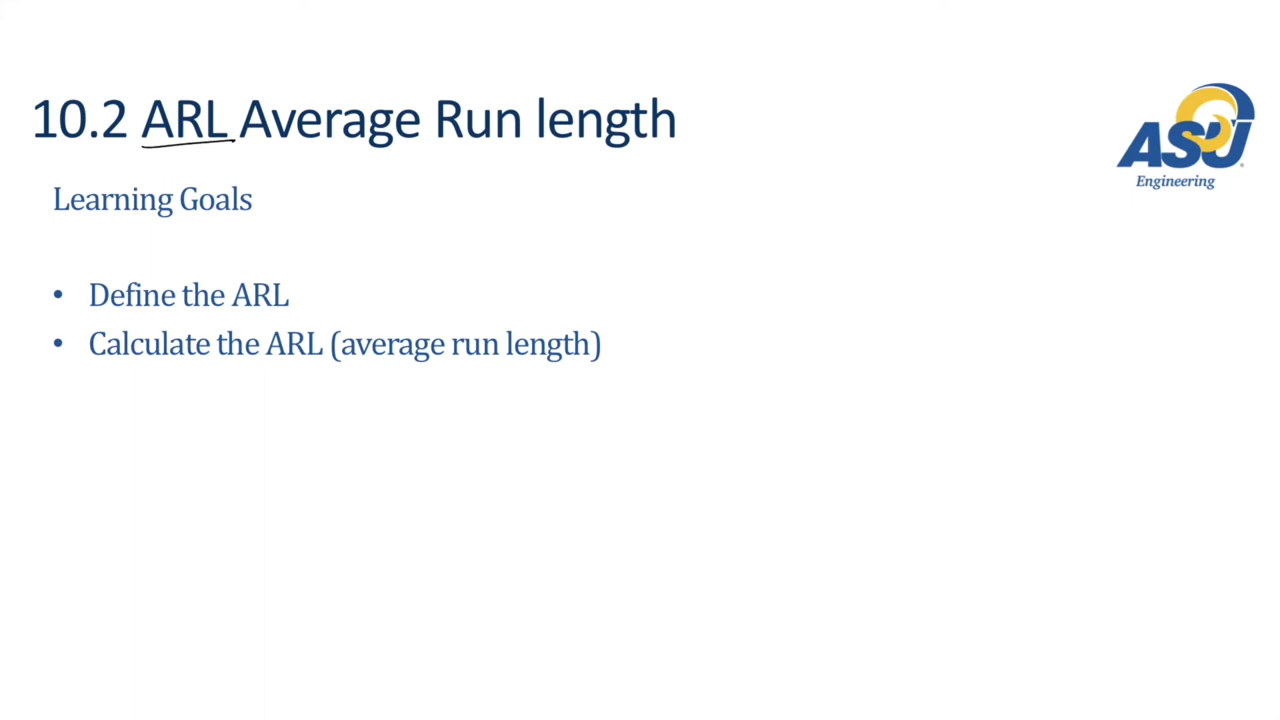 10.2 ARL Average Run length
ASU
Engineering
Learning Goals
• Define the ARL
• Calculate the ARL (average run length)